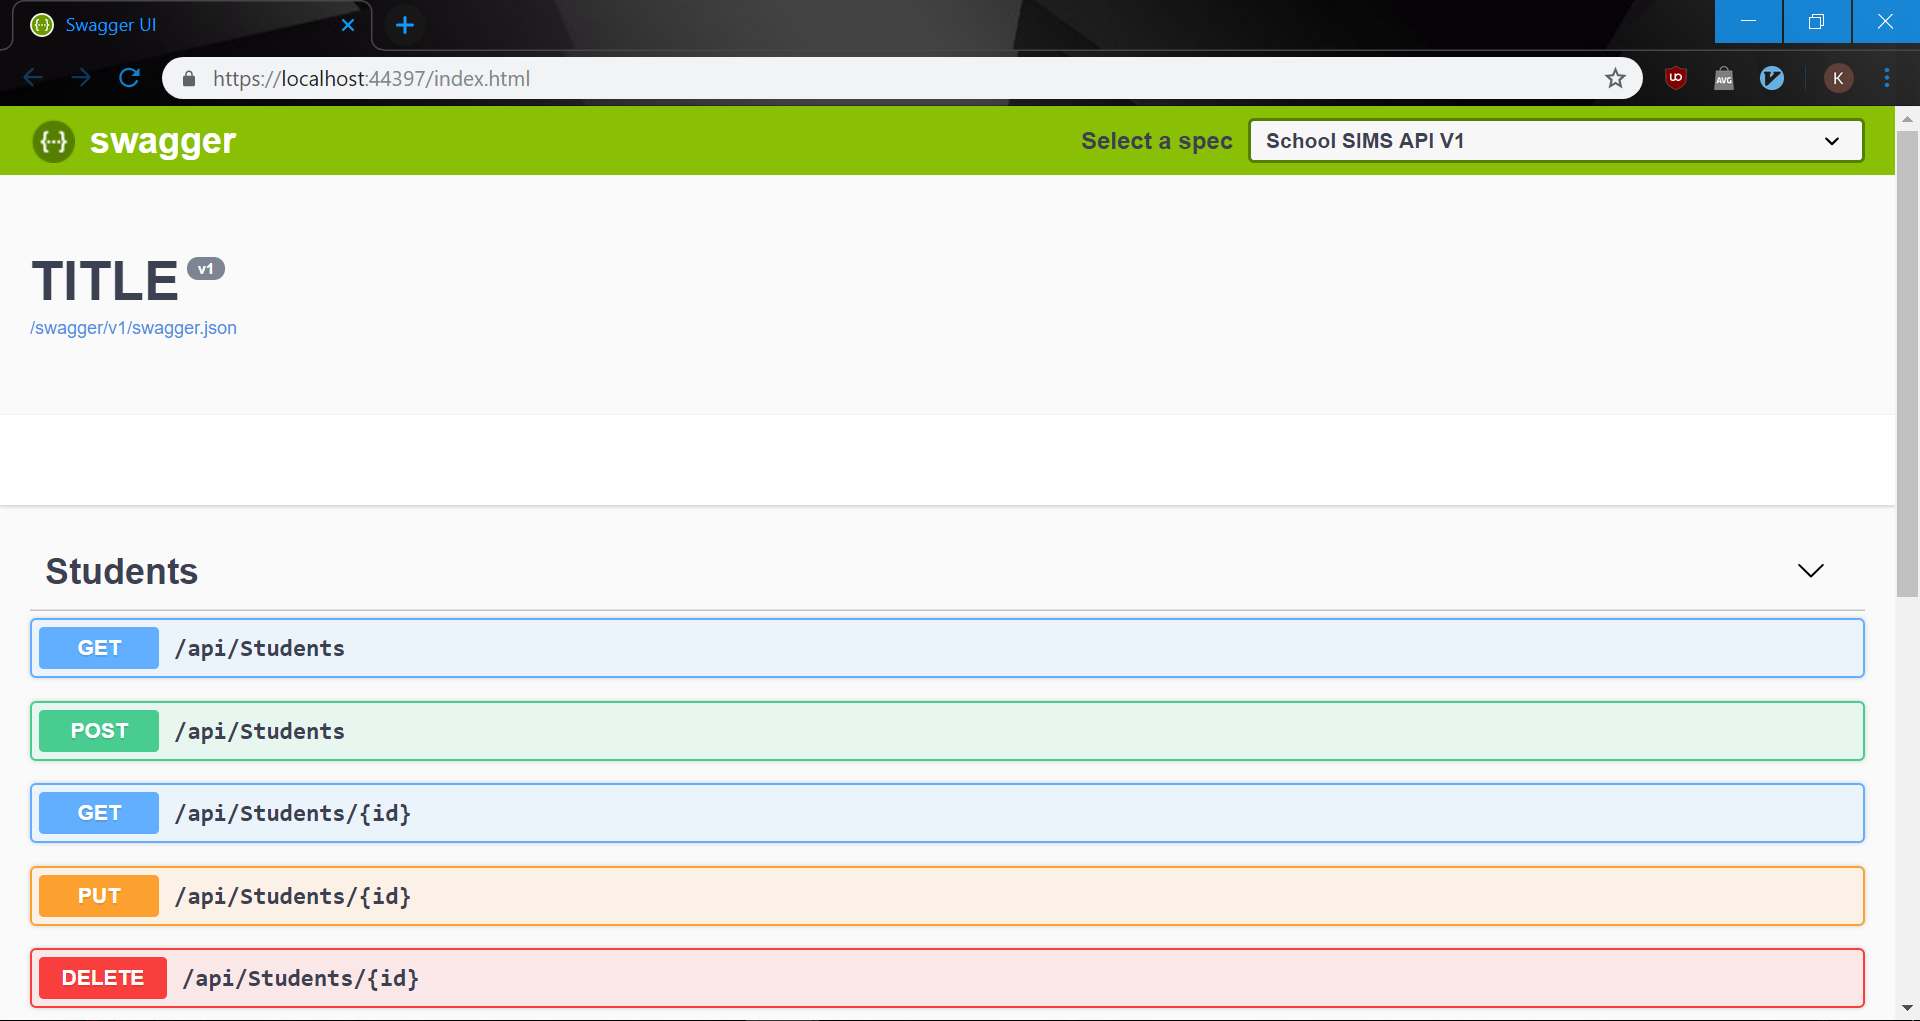 Swagger UI
https://localhost:44397/index.html
UO
AVG
K
{···} swagger
Select a spec
School SIMS API V1
TITLE v1
/swagger/v1/swagger.json
Students
GET /api/Students
POST /api/Students
GET /api/Students/{id}
PUT /api/Students/{id}
DELETE /api/Students/{id}